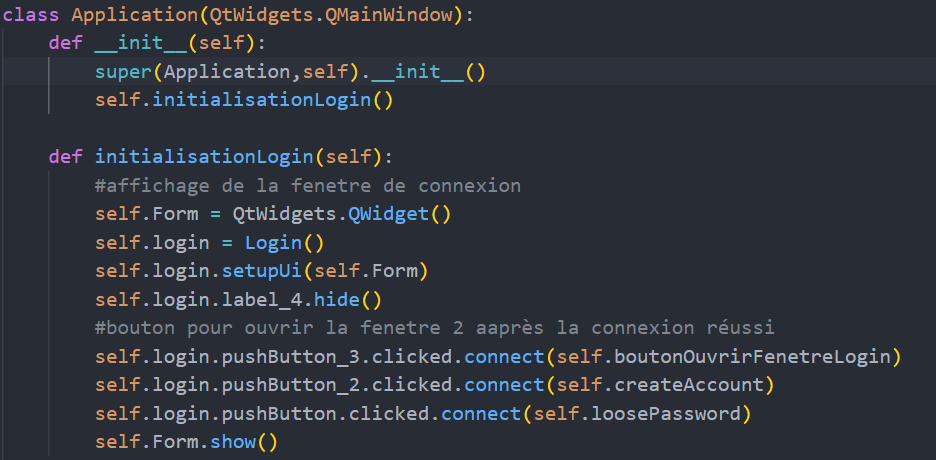 class Application(QtWidgets.QMainWindow):
    def __init__(self):
        super(Application,self).__init__()
        self.initialisationLogin()

    def initialisationLogin(self):
        #affichage de la fenetre de connexion
        self.Form = QtWidgets.QWidget()
        self.login = Login()
        self.login.setupUi(self.Form)
        self.login.label_4.hide()
        #bouton pour ouvrir la fenetre 2 aaprès la connexion réussi
        self.login.pushButton_3.clicked.connect(self.boutonOuvrirFenetreLogin)
        self.login.pushButton_2.clicked.connect(self.createAccount)
        self.login.pushButton.clicked.connect(self.loosePassword)
        self.Form.show()